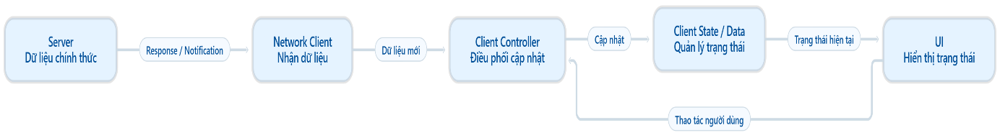 Server
Dữ liệu chính thức
Response / Notification
Network Client
Nhận dữ liệu
Dữ liệu mới
Client Controller
Điều phối cập nhật
Cập nhật
Client State / Data
Quản lý trạng thái
Trạng thái hiện tại
UI
Hiển thị trạng thái
Thao tác người dùng